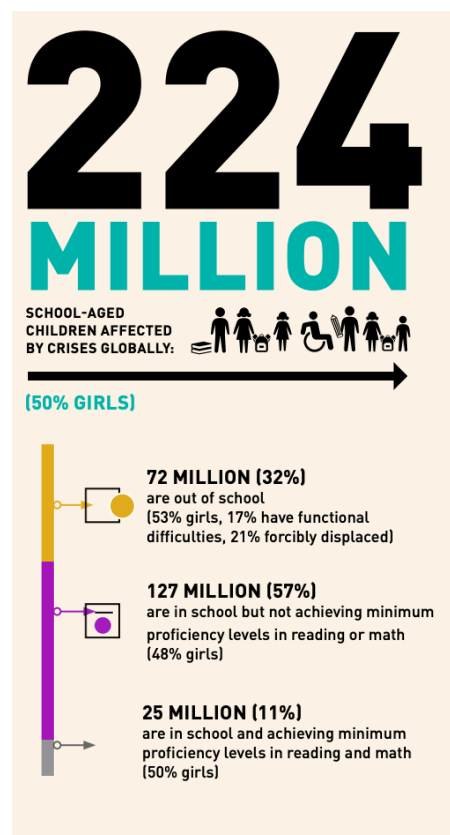 224
MILLION
SCHOOL-AGED
CHILDREN AFFECTED
BY CRISES GLOBALLY:
(50% GIRLS)
72 MILLION (32%)
are out of school
(53% girls, 17% have functional
difficulties, 21% forcibly displaced)
127 MILLION (57%)
are in school but not achieving minimum
proficiency levels in reading or math
(48% girls)
25 MILLION (11%)
are in school and achieving minimum
proficiency levels in reading and math
(50% girls)